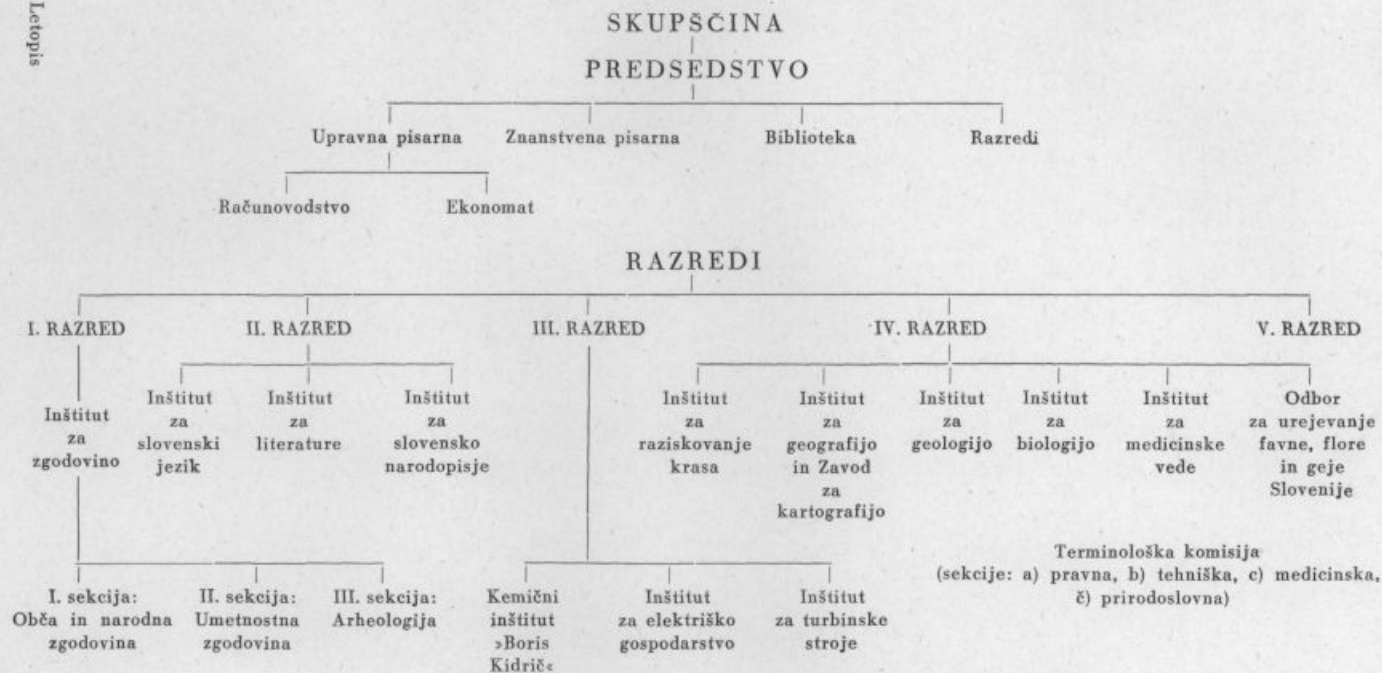 Letopis
SKUPŠČINA
PREDSEDSTVO
Upravna pisarna
Znanstvena pisarna
Biblioteka
Razredi
Računovodstvo
Ekonomat
RAZREDI
I. RAZRED
II. RAZRED
III. RAZRED
IV. RAZRED
V. RAZRED
Inštitut
za
zgodovino
Inštitut
za
slovenski
jezik
Inštitut
za
literature
Inštitut
za
slovensko
narodopisje
Inštitut
za
raziskovanje
krasa
Inštitut
za
geografijo
in Zavod
za
kartografijo
Inštitut
za
geologijo
Inštitut
za
biologijo
Inštitut
za
medicinske
vede
Odbor
za urejevanje
favne, flore
in geje
Slovenije
I. sekcija:
Obča in narodna
zgodovina
II. sekcija:
Umetnostna
zgodovina
III. sekcija:
Arheologija
Kemični
inštitut
»Boris
Kidrič«
Inštitut
za elektriško
gospodarstvo
Inštitut
za turbinske
stroje
Terminološka komisija
(sekcije: a) pravna, b) tehniška, c) medicinska,
č) prirodoslovna)